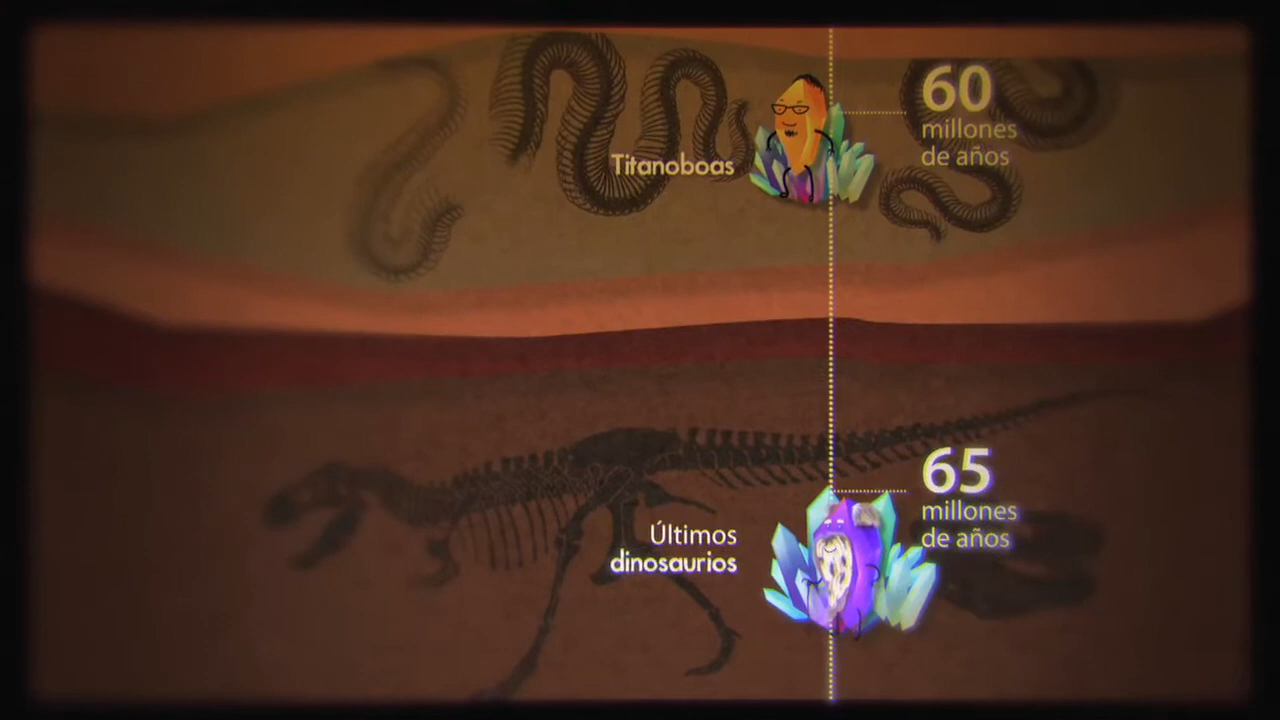 60
millones
de años
Titanoboas
65
millones
de años
Últimos
dinosaurios